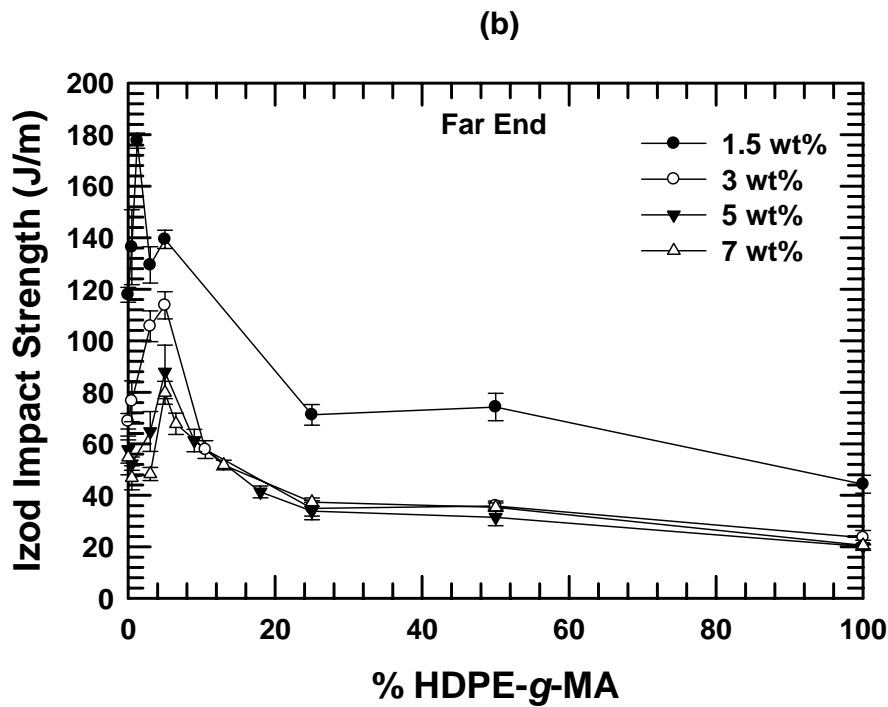 (b)
Far End
1.5 wt%
3 wt%
5 wt%
7 wt%
Izod Impact Strength (J/m)
200
180
160
140
120
100
80
60
40
20
0
0 20 40 60 80 100
% HDPE-g-MA